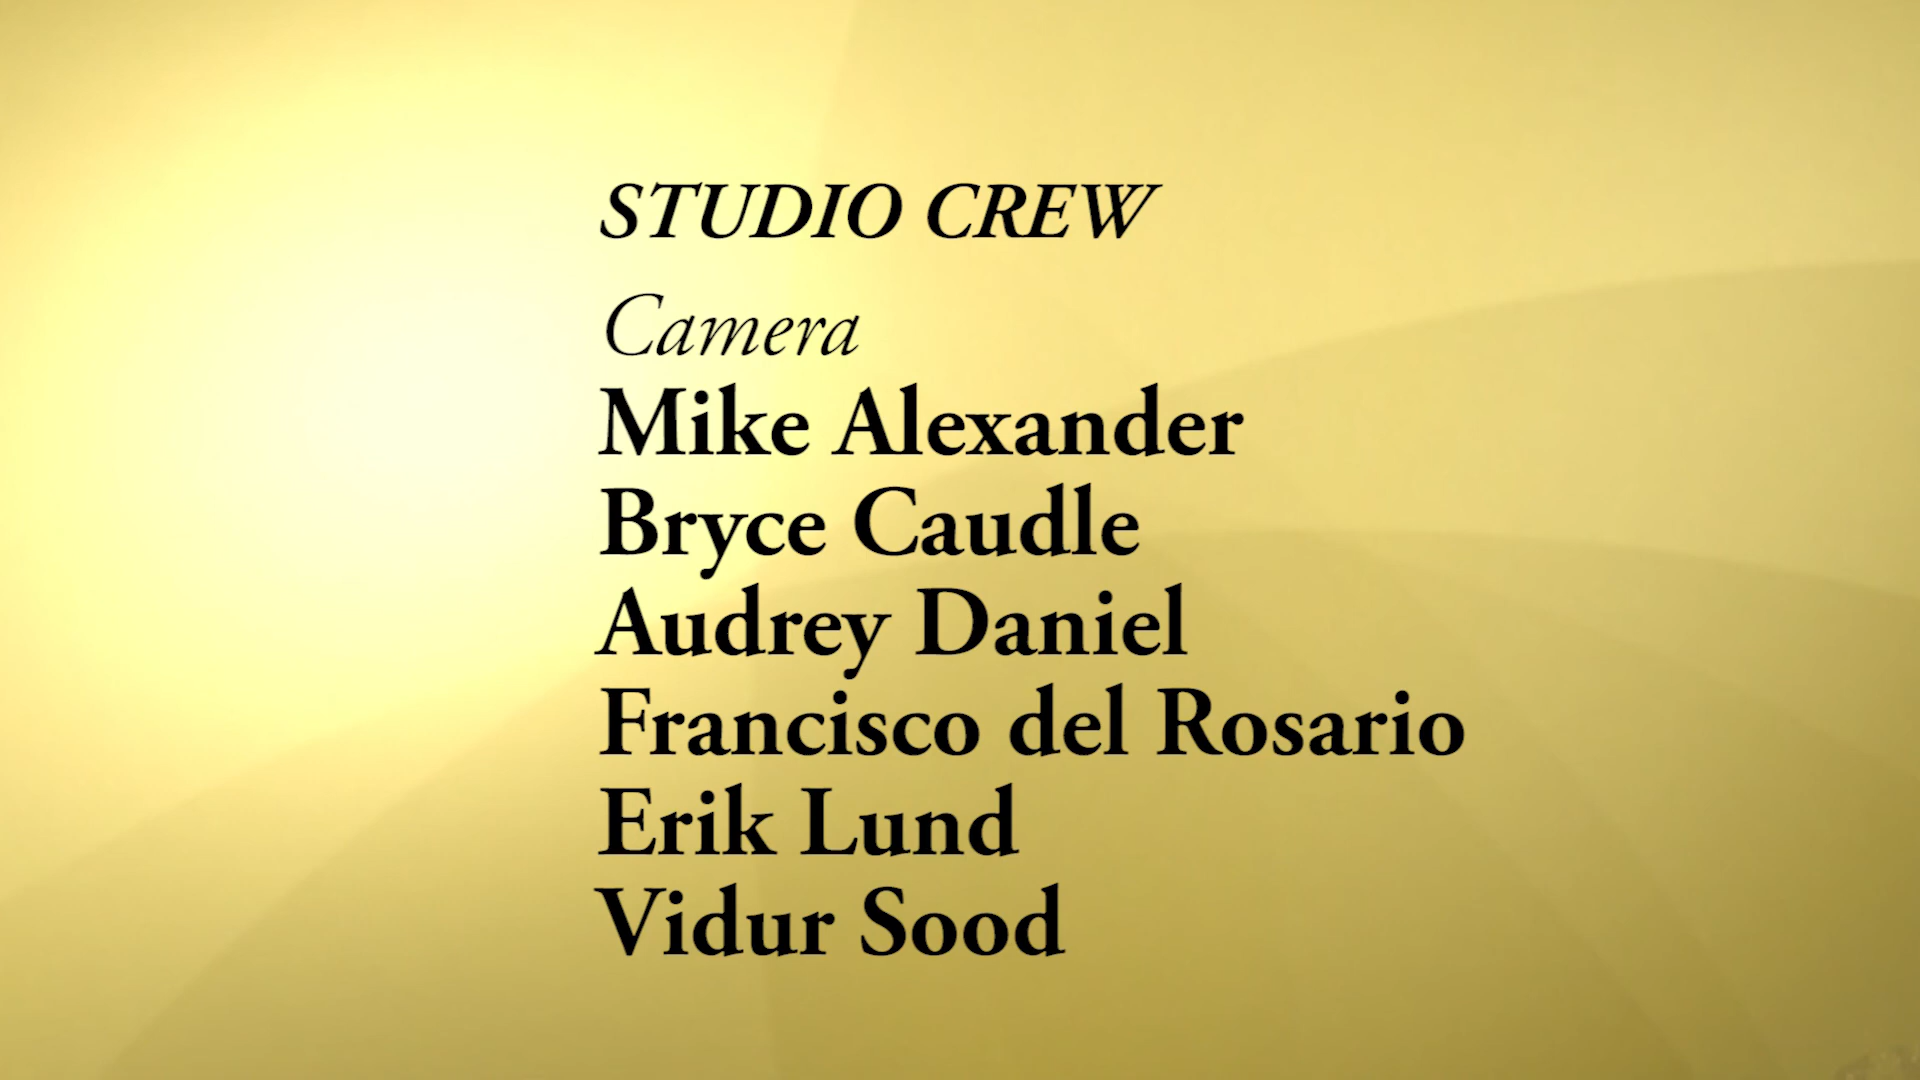 STUDIO CREW
Camera
Mike Alexander
Bryce Caudle
Audrey Daniel
Francisco del Rosario
Erik Lund
Vidur Sood